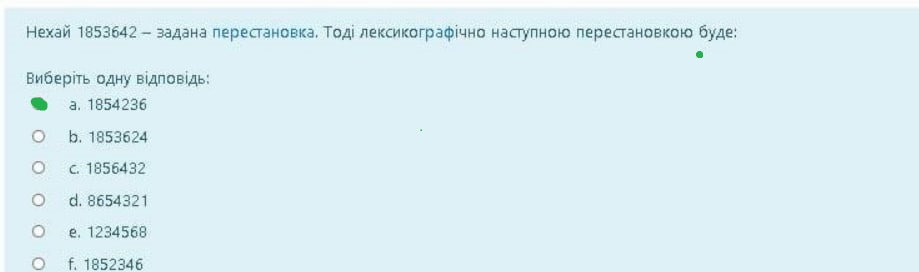 Нехай 1853642 – задана перестановка. Тоді лексикографічно наступною перестановкою буде:
Виберіть одну відповідь:
a. 1854236
b. 1853624
c. 1856432
d. 8654321
e. 1234568
f. 1852346